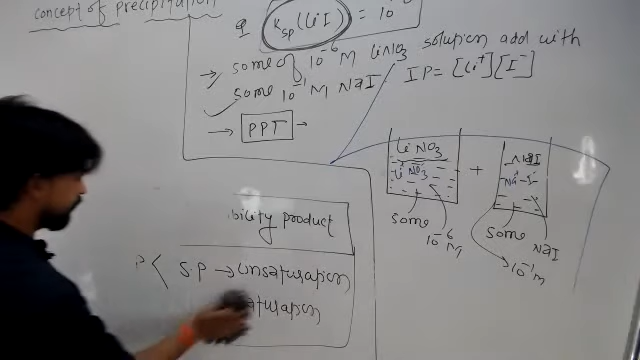 concept of precipitation
Q Ksp(LiI) = 10
→ some of 10⁻⁶ M LiNO3 solution add with
some 10⁻¹ M NaI.
IP = [Li⁺][I⁻]
→ PPT →
LiNO3
Li⁺ NO3⁻
some
10⁻⁶ M
+
NaI
Na⁺ I⁻
some
NaI
10⁻¹ M
bility product
P < S.P → Unsaturation
aturation